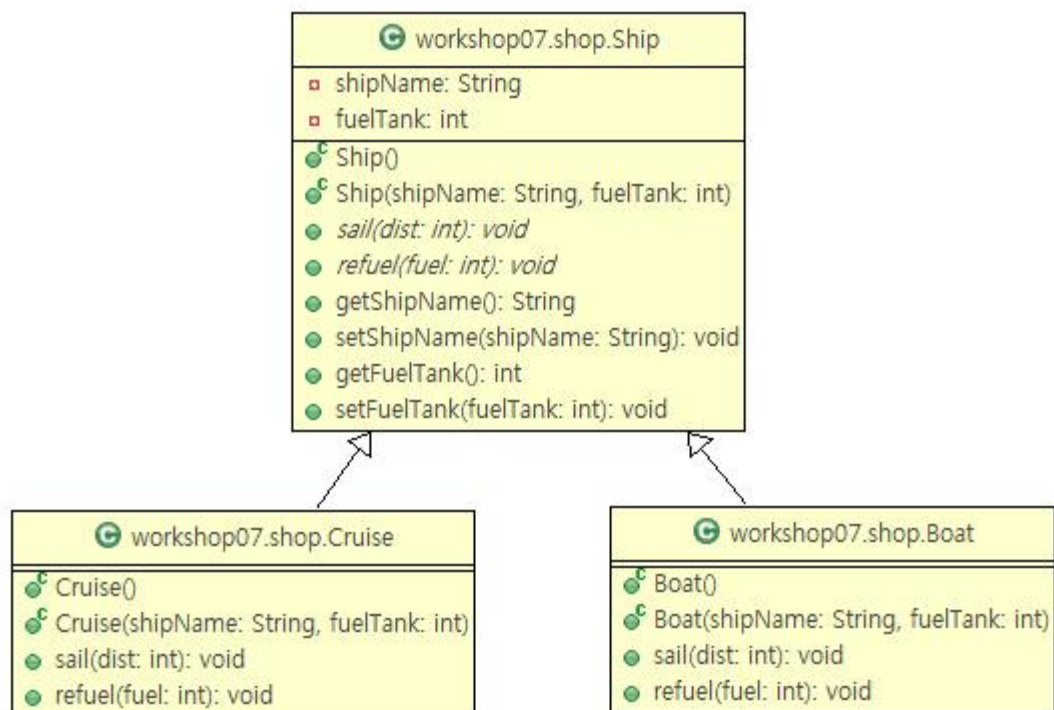 workshop07.shop.Ship
shipName: String
fuelTank: int
Ship()
Ship(shipName: String, fuelTank: int)
sail(dist: int): void
refuel(fuel: int): void
getShipName(): String
setShipName(shipName: String): void
getFuelTank(): int
setFuelTank(fuelTank: int): void
workshop07.shop.Cruise
Cruise()
Cruise(shipName: String, fuelTank: int)
sail(dist: int): void
refuel(fuel: int): void
workshop07.shop.Boat
Boat()
Boat(shipName: String, fuelTank: int)
sail(dist: int): void
refuel(fuel: int): void